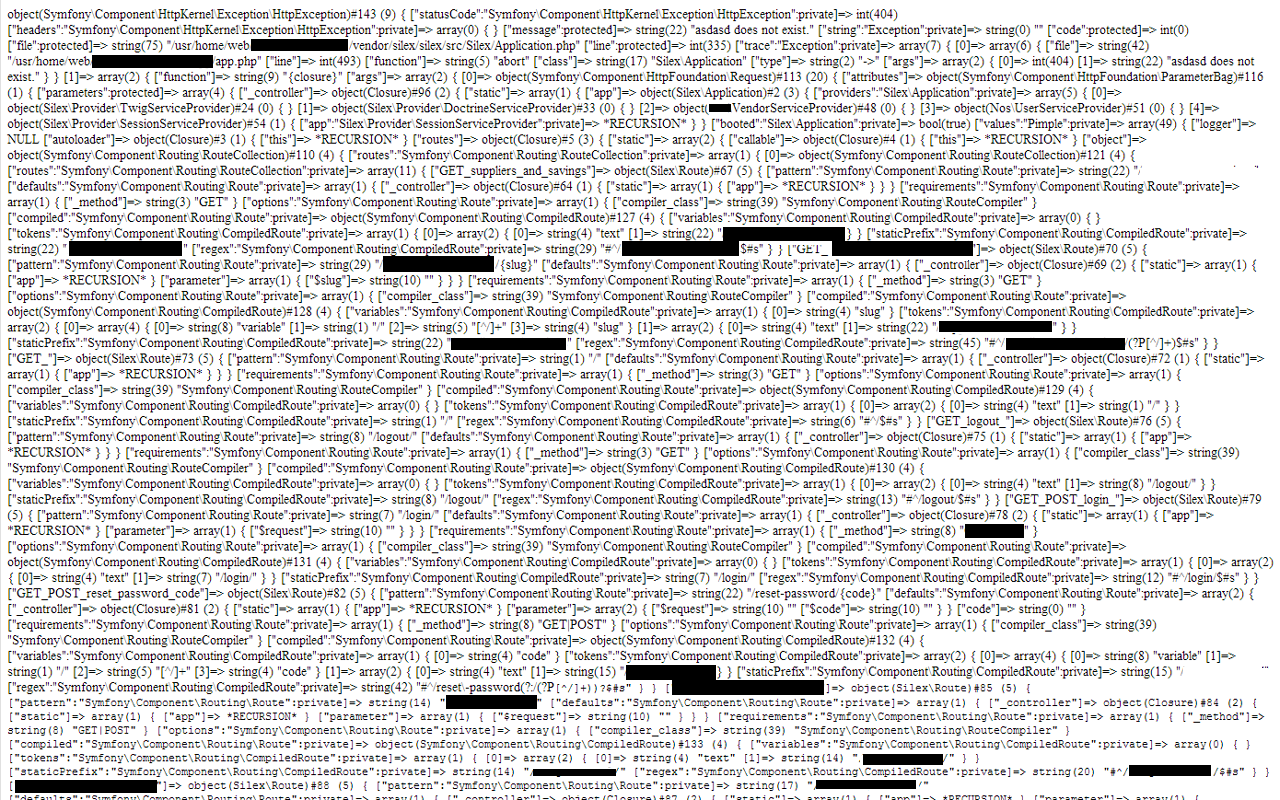 object(Symfony\Component\HttpKernel\Exception\HttpException)#143 (9) { ["statusCode":"Symfony\Component\HttpKernel\Exception\HttpException":private]=> int(404)
["headers":"Symfony\Component\HttpKernel\Exception\HttpException":private]=> array(0) { } ["message":protected]=> string(22) "asdasd does not exist." ["string":"Exception":private]=> string(0) "" ["code":protected]=> int(0)
["file":protected]=> string(75) "/usr/home/web /vendor/silex/silex/src/Silex/Application.php" ["line":protected]=> int(335) ["trace":"Exception":private]=> array(7) { [0]=> array(6) { ["file"]=> string(42)
"/usr/home/web/ app.php" ["line"]=> int(493) ["function"]=> string(5) "abort" ["class"]=> string(17) "Silex\Application" ["type"]=> string(2) "->" ["args"]=> array(2) { [0]=> int(404) [1]=> string(22) "asdasd does not
exist." } } [1]=> array(2) { ["function"]=> string(9) "{closure}" ["args"]=> array(2) { [0]=> object(Symfony\Component\HttpFoundation\Request)#113 (20) { ["attributes"]=> object(Symfony\Component\HttpFoundation\ParameterBag)#116
(1) { ["parameters":protected]=> array(4) { ["_controller"]=> object(Closure)#96 (2) { ["static"]=> array(1) { ["app"]=> object(Silex\Application)#2 (3) { ["providers":"Silex\Application":private]=> array(5) { [0]=>
object(Silex\Provider\TwigServiceProvider)#24 (0) { } [1]=> object(Silex\Provider\DoctrineServiceProvider)#33 (0) { } [2]=> object( VendorServiceProvider)#48 (0) { } [3]=> object(Nos\UserServiceProvider)#51 (0) { } [4]=>
object(Silex\Provider\SessionServiceProvider)#54 (1) { ["app":"Silex\Provider\SessionServiceProvider":private]=> *RECURSION* } } ["booted":"Silex\Application":private]=> bool(true) ["values":"Pimple":private]=> array(49) { ["logger"]=>
NULL ["autoloader"]=> object(Closure)#3 (1) { ["this"]=> *RECURSION* } ["routes"]=> object(Closure)#5 (3) { ["static"]=> array(2) { ["callable"]=> object(Closure)#4 (1) { ["this"]=> *RECURSION* } ["object"]=>
object(Symfony\Component\Routing\RouteCollection)#110 (4) { ["routes":"Symfony\Component\Routing\RouteCollection":private]=> array(1) { [0]=> object(Symfony\Component\Routing\RouteCollection)#121 (4) {
["routes":"Symfony\Component\Routing\RouteCollection":private]=> array(11) { ["GET_suppliers_and_savings"]=> object(Silex\Route)#67 (5) { ["pattern":"Symfony\Component\Routing\Route":private]=> string(22) "/ "
["defaults":"Symfony\Component\Routing\Route":private]=> array(1) { ["_controller"]=> object(Closure)#64 (1) { ["static"]=> array(1) { ["app"]=> *RECURSION* } } } ["requirements":"Symfony\Component\Routing\Route":private]=>
array(1) { ["_method"]=> string(3) "GET" } ["options":"Symfony\Component\Routing\Route":private]=> array(1) { ["compiler_class"]=> string(39) "Symfony\Component\Routing\RouteCompiler" }
["compiled":"Symfony\Component\Routing\Route":private]=> object(Symfony\Component\Routing\CompiledRoute)#127 (4) { ["variables":"Symfony\Component\Routing\CompiledRoute":private]=> array(0) { }
["tokens":"Symfony\Component\Routing\CompiledRoute":private]=> array(1) { [0]=> array(2) { [0]=> string(4) "text" [1]=> string(22) " } } ["staticPrefix":"Symfony\Component\Routing\CompiledRoute":private]=>
string(22) " " ["regex":"Symfony\Component\Routing\CompiledRoute":private]=> string(29) "#^/ $#s" } } ["GET_ "]=> object(Silex\Route)#70 (5) {
["pattern":"Symfony\Component\Routing\Route":private]=> string(29) "/ /{slug}" ["defaults":"Symfony\Component\Routing\Route":private]=> array(1) { ["_controller"]=> object(Closure)#69 (2) { ["static"]=> array(1) {
["app"]=> *RECURSION* } ["parameter"]=> array(1) { ["$slug"]=> string(10) "" } } } ["requirements":"Symfony\Component\Routing\Route":private]=> array(1) { ["_method"]=> string(3) "GET" }
["options":"Symfony\Component\Routing\Route":private]=> array(1) { ["compiler_class"]=> string(39) "Symfony\Component\Routing\RouteCompiler" } ["compiled":"Symfony\Component\Routing\Route":private]=>
object(Symfony\Component\Routing\CompiledRoute)#128 (4) { ["variables":"Symfony\Component\Routing\CompiledRoute":private]=> array(1) { [0]=> string(4) "slug" } ["tokens":"Symfony\Component\Routing\CompiledRoute":private]=>
array(2) { [0]=> array(4) { [0]=> string(8) "variable" [1]=> string(1) "/" [2]=> string(5) "[^/]+" [3]=> string(4) "slug" } [1]=> array(2) { [0]=> string(4) "text" [1]=> string(22) " " } }
["staticPrefix":"Symfony\Component\Routing\CompiledRoute":private]=> string(22) " " ["regex":"Symfony\Component\Routing\CompiledRoute":private]=> string(45) "#^/ /(?P[^/]+)$#s" } }
["GET_"]=> object(Silex\Route)#73 (5) { ["pattern":"Symfony\Component\Routing\Route":private]=> string(1) "/" ["defaults":"Symfony\Component\Routing\Route":private]=> array(1) { ["_controller"]=> object(Closure)#72 (1) { ["static"]=>
array(1) { ["app"]=> *RECURSION* } } } ["requirements":"Symfony\Component\Routing\Route":private]=> array(1) { ["_method"]=> string(3) "GET" } ["options":"Symfony\Component\Routing\Route":private]=> array(1) {
["compiler_class"]=> string(39) "Symfony\Component\Routing\RouteCompiler" } ["compiled":"Symfony\Component\Routing\Route":private]=> object(Symfony\Component\Routing\CompiledRoute)#129 (4) {
["variables":"Symfony\Component\Routing\CompiledRoute":private]=> array(0) { } ["tokens":"Symfony\Component\Routing\CompiledRoute":private]=> array(1) { [0]=> array(2) { [0]=> string(4) "text" [1]=> string(1) "/" } }
["staticPrefix":"Symfony\Component\Routing\CompiledRoute":private]=> string(1) "/" ["regex":"Symfony\Component\Routing\CompiledRoute":private]=> string(6) "#^/$#s" } } ["GET_logout_"]=> object(Silex\Route)#76 (5) {
["pattern":"Symfony\Component\Routing\Route":private]=> string(8) "/logout/" ["defaults":"Symfony\Component\Routing\Route":private]=> array(1) { ["_controller"]=> object(Closure)#75 (1) { ["static"]=> array(1) { ["app"]=>
*RECURSION* } } } ["requirements":"Symfony\Component\Routing\Route":private]=> array(1) { ["_method"]=> string(3) "GET" } ["options":"Symfony\Component\Routing\Route":private]=> array(1) { ["compiler_class"]=> string(39)
"Symfony\Component\Routing\RouteCompiler" } ["compiled":"Symfony\Component\Routing\Route":private]=> object(Symfony\Component\Routing\CompiledRoute)#130 (4) {
["variables":"Symfony\Component\Routing\CompiledRoute":private]=> array(0) { } ["tokens":"Symfony\Component\Routing\CompiledRoute":private]=> array(1) { [0]=> array(2) { [0]=> string(4) "text" [1]=> string(8) "/logout/" } }
["staticPrefix":"Symfony\Component\Routing\CompiledRoute":private]=> string(8) "/logout/" ["regex":"Symfony\Component\Routing\CompiledRoute":private]=> string(13) "#^/logout/$#s" } } ["GET_POST_login_"]=> object(Silex\Route)#79
(5) { ["pattern":"Symfony\Component\Routing\Route":private]=> string(7) "/login/" ["defaults":"Symfony\Component\Routing\Route":private]=> array(1) { ["_controller"]=> object(Closure)#78 (2) { ["static"]=> array(1) { ["app"]=>
*RECURSION* } ["parameter"]=> array(1) { ["$request"]=> string(10) "" } } } ["requirements":"Symfony\Component\Routing\Route":private]=> array(1) { ["_method"]=> string(8) " " }
["options":"Symfony\Component\Routing\Route":private]=> array(1) { ["compiler_class"]=> string(39) "Symfony\Component\Routing\RouteCompiler" } ["compiled":"Symfony\Component\Routing\Route":private]=>
object(Symfony\Component\Routing\CompiledRoute)#131 (4) { ["variables":"Symfony\Component\Routing\CompiledRoute":private]=> array(0) { } ["tokens":"Symfony\Component\Routing\CompiledRoute":private]=> array(1) { [0]=> array(2)
{ [0]=> string(4) "text" [1]=> string(7) "/login/" } } ["staticPrefix":"Symfony\Component\Routing\CompiledRoute":private]=> string(7) "/login/" ["regex":"Symfony\Component\Routing\CompiledRoute":private]=> string(12) "#^/login/$#s" } }
["GET_POST_reset_password_code"]=> object(Silex\Route)#82 (5) { ["pattern":"Symfony\Component\Routing\Route":private]=> string(22) "/reset-password/{code}" ["defaults":"Symfony\Component\Routing\Route":private]=> array(2) {
["_controller"]=> object(Closure)#81 (2) { ["static"]=> array(1) { ["app"]=> *RECURSION* } ["parameter"]=> array(2) { ["$request"]=> string(10) "" ["$code"]=> string(10) "" } } ["code"]=> string(0) "" }
["requirements":"Symfony\Component\Routing\Route":private]=> array(1) { ["_method"]=> string(8) "GET|POST" } ["options":"Symfony\Component\Routing\Route":private]=> array(1) { ["compiler_class"]=> string(39)
"Symfony\Component\Routing\RouteCompiler" } ["compiled":"Symfony\Component\Routing\Route":private]=> object(Symfony\Component\Routing\CompiledRoute)#132 (4) {
["variables":"Symfony\Component\Routing\CompiledRoute":private]=> array(1) { [0]=> string(4) "code" } ["tokens":"Symfony\Component\Routing\CompiledRoute":private]=> array(2) { [0]=> array(4) { [0]=> string(8) "variable" [1]=>
string(1) "/" [2]=> string(5) "[^/]+" [3]=> string(4) "code" } [1]=> array(2) { [0]=> string(4) "text" [1]=> string(15) "/ } } ["staticPrefix":"Symfony\Component\Routing\CompiledRoute":private]=> string(15) "/ "
["regex":"Symfony\Component\Routing\CompiledRoute":private]=> string(42) "#^/reset\-password(?:/(?P[^/]+))?$#s" } } [ ]=> object(Silex\Route)#85 (5) {
["pattern":"Symfony\Component\Routing\Route":private]=> string(14) " " ["defaults":"Symfony\Component\Routing\Route":private]=> array(1) { ["_controller"]=> object(Closure)#84 (2) {
["static"]=> array(1) { ["app"]=> *RECURSION* } ["parameter"]=> array(1) { ["$request"]=> string(10) "" } } } ["requirements":"Symfony\Component\Routing\Route":private]=> array(1) { ["_method"]=>
string(8) "GET|POST" } ["options":"Symfony\Component\Routing\Route":private]=> array(1) { ["compiler_class"]=> string(39) "Symfony\Component\Routing\RouteCompiler" }
["compiled":"Symfony\Component\Routing\Route":private]=> object(Symfony\Component\Routing\CompiledRoute)#133 (4) { ["variables":"Symfony\Component\Routing\CompiledRoute":private]=> array(0) { }
["tokens":"Symfony\Component\Routing\CompiledRoute":private]=> array(1) { [0]=> array(2) { [0]=> string(4) "text" [1]=> string(14) " /" } }
["staticPrefix":"Symfony\Component\Routing\CompiledRoute":private]=> string(14) "/ /" ["regex":"Symfony\Component\Routing\CompiledRoute":private]=> string(20) "#^/ /$#s" } }
[ "]=> object(Silex\Route)#88 (5) { ["pattern":"Symfony\Component\Routing\Route":private]=> string(17) " /"
["defaults":"Symfony\Component\Routing\Route":private]=> array(1) { ["_controller"]=> object(Closure)#87 (2) { ["static"]=> array(1) { ["app"]=> *RECURSION* } ["parameter"]=> array(1) {